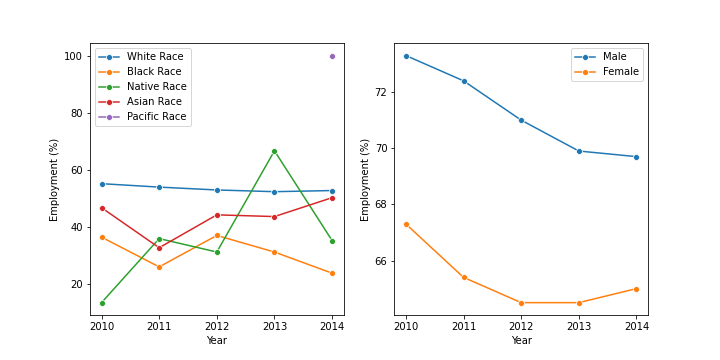 White Race
Black Race
Native Race
Asian Race
Pacific Race
100
80
60
40
20
Employment (%)
2010 2011 2012 2013 2014
Year
Male
Female
72
70
68
66
Employment (%)
2010 2011 2012 2013 2014
Year